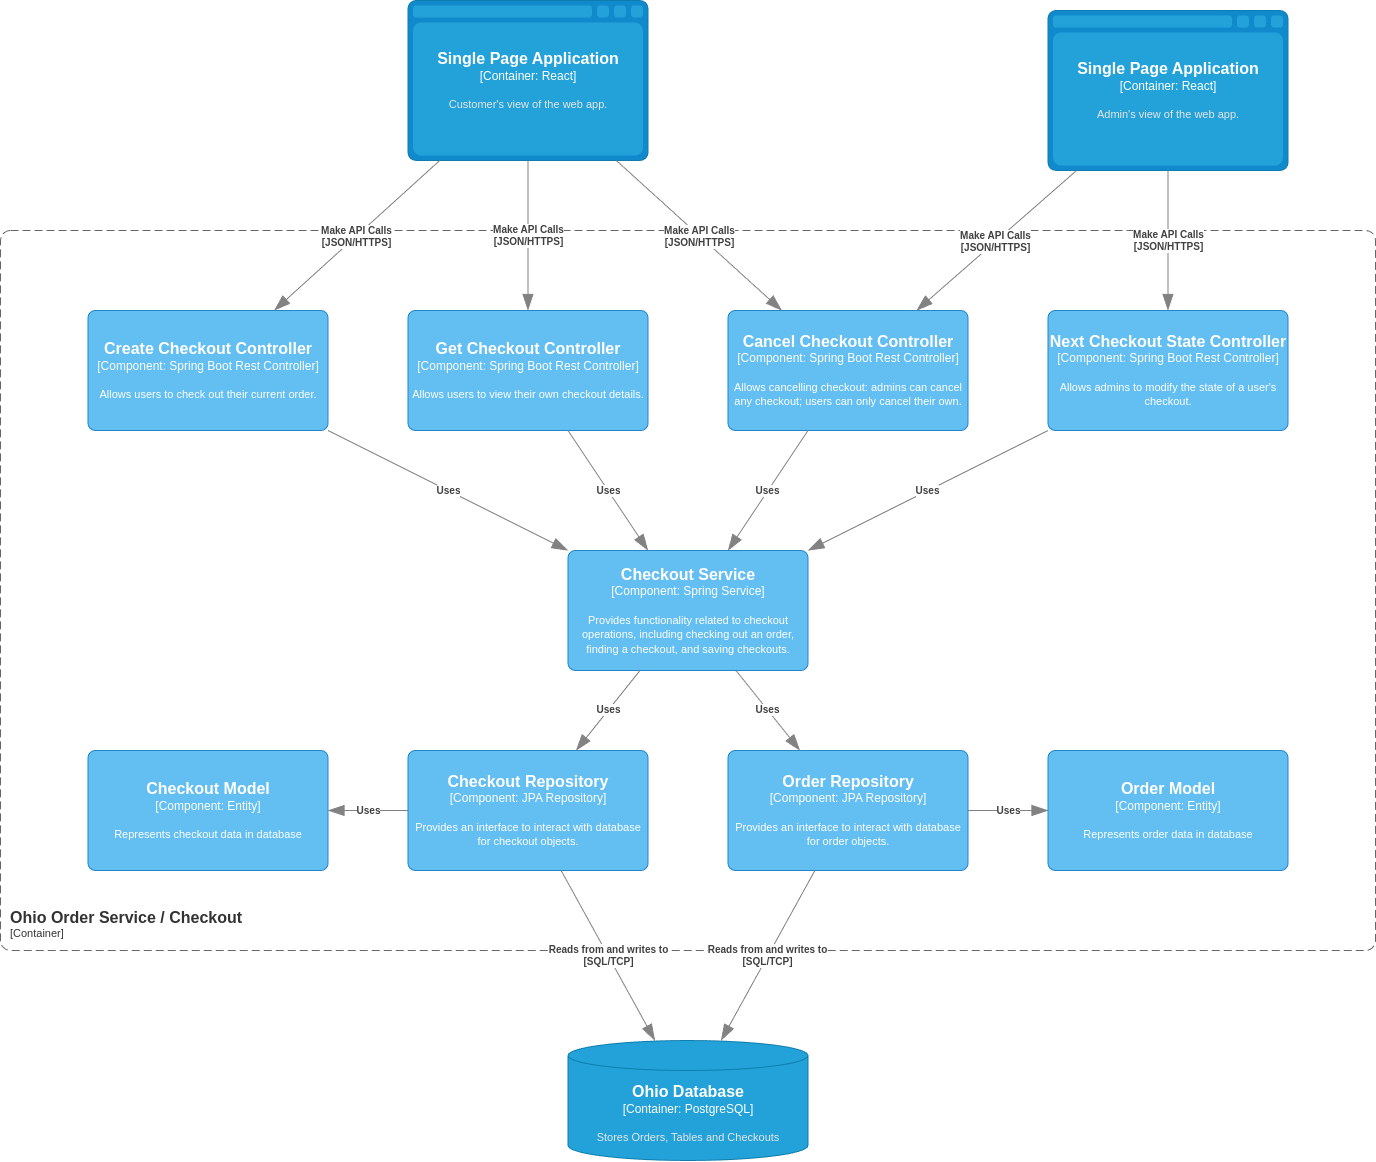 Single Page Application
[Container: React]
Customer's view of the web app.
Single Page Application
[Container: React]
Admin's view of the web app.
Make API Calls
[JSON/HTTPS]
Make API Calls
[JSON/HTTPS]
Make API Calls
[JSON/HTTPS]
Make API Calls
[JSON/HTTPS]
Make API Calls
[JSON/HTTPS]
Create Checkout Controller
[Component: Spring Boot Rest Controller]
Allows users to check out their current order.
Get Checkout Controller
[Component: Spring Boot Rest Controller]
Allows users to view their own checkout details.
Cancel Checkout Controller
[Component: Spring Boot Rest Controller]
Allows cancelling checkout: admins can cancel
any checkout; users can only cancel their own.
Next Checkout State Controller
[Component: Spring Boot Rest Controller]
Allows admins to modify the state of a user's
checkout.
Uses
Uses
Uses
Uses
Checkout Service
[Component: Spring Service]
Provides functionality related to checkout
operations, including checking out an order,
finding a checkout, and saving checkouts.
Uses
Uses
Checkout Model
[Component: Entity]
Represents checkout data in database
Uses
Checkout Repository
[Component: JPA Repository]
Provides an interface to interact with database
for checkout objects.
Order Repository
[Component: JPA Repository]
Provides an interface to interact with database
for order objects.
Uses
Order Model
[Component: Entity]
Represents order data in database
Ohio Order Service / Checkout
[Container]
Reads from and writes to
[SQL/TCP]
Reads from and writes to
[SQL/TCP]
Ohio Database
[Container: PostgreSQL]
Stores Orders, Tables and Checkouts